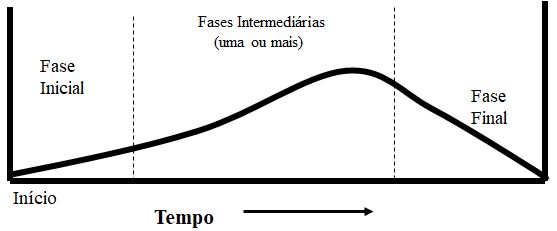 Fases Intermediárias
(uma ou mais)
Fase
Inicial
Fase
Final
Início
Tempo